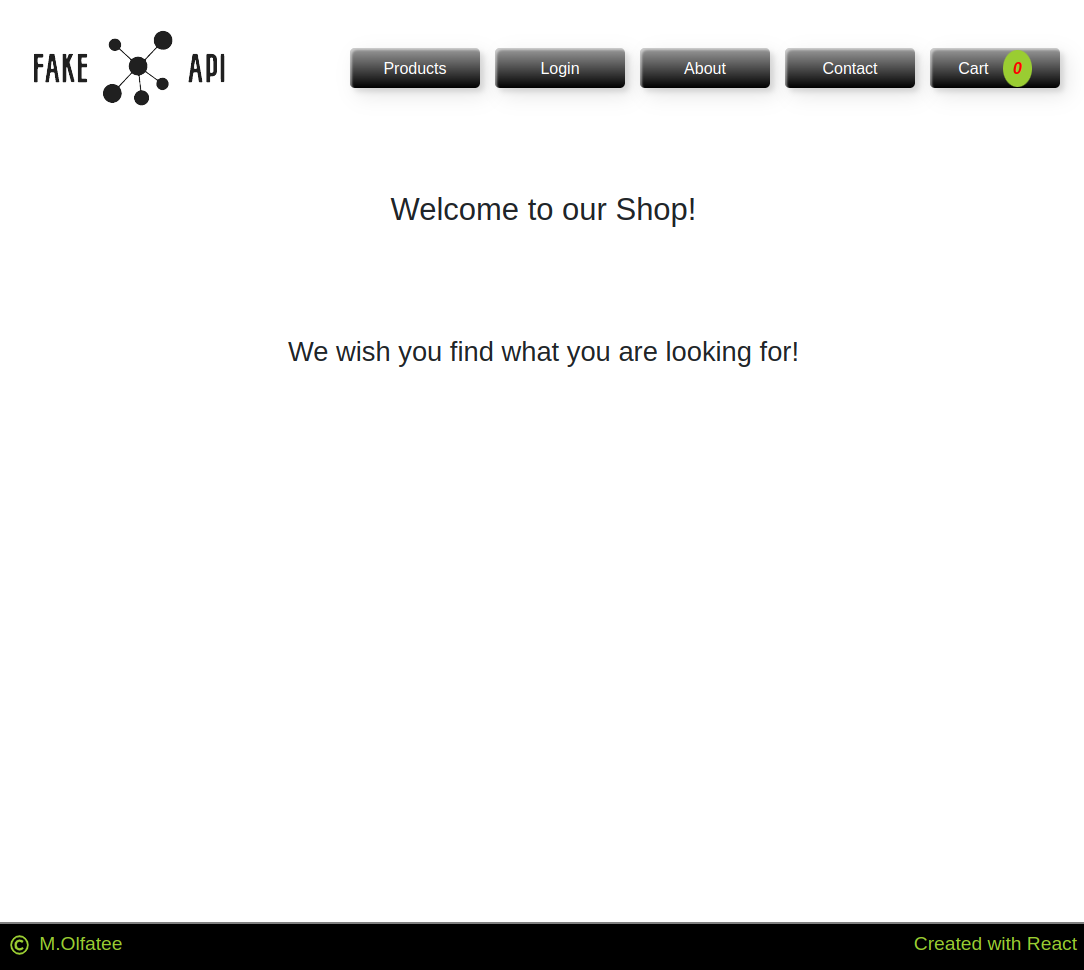 FAKE API
Products Login About Contact Cart 0
Welcome to our Shop!
We wish you find what you are looking for!
© M.Olfatee Created with React